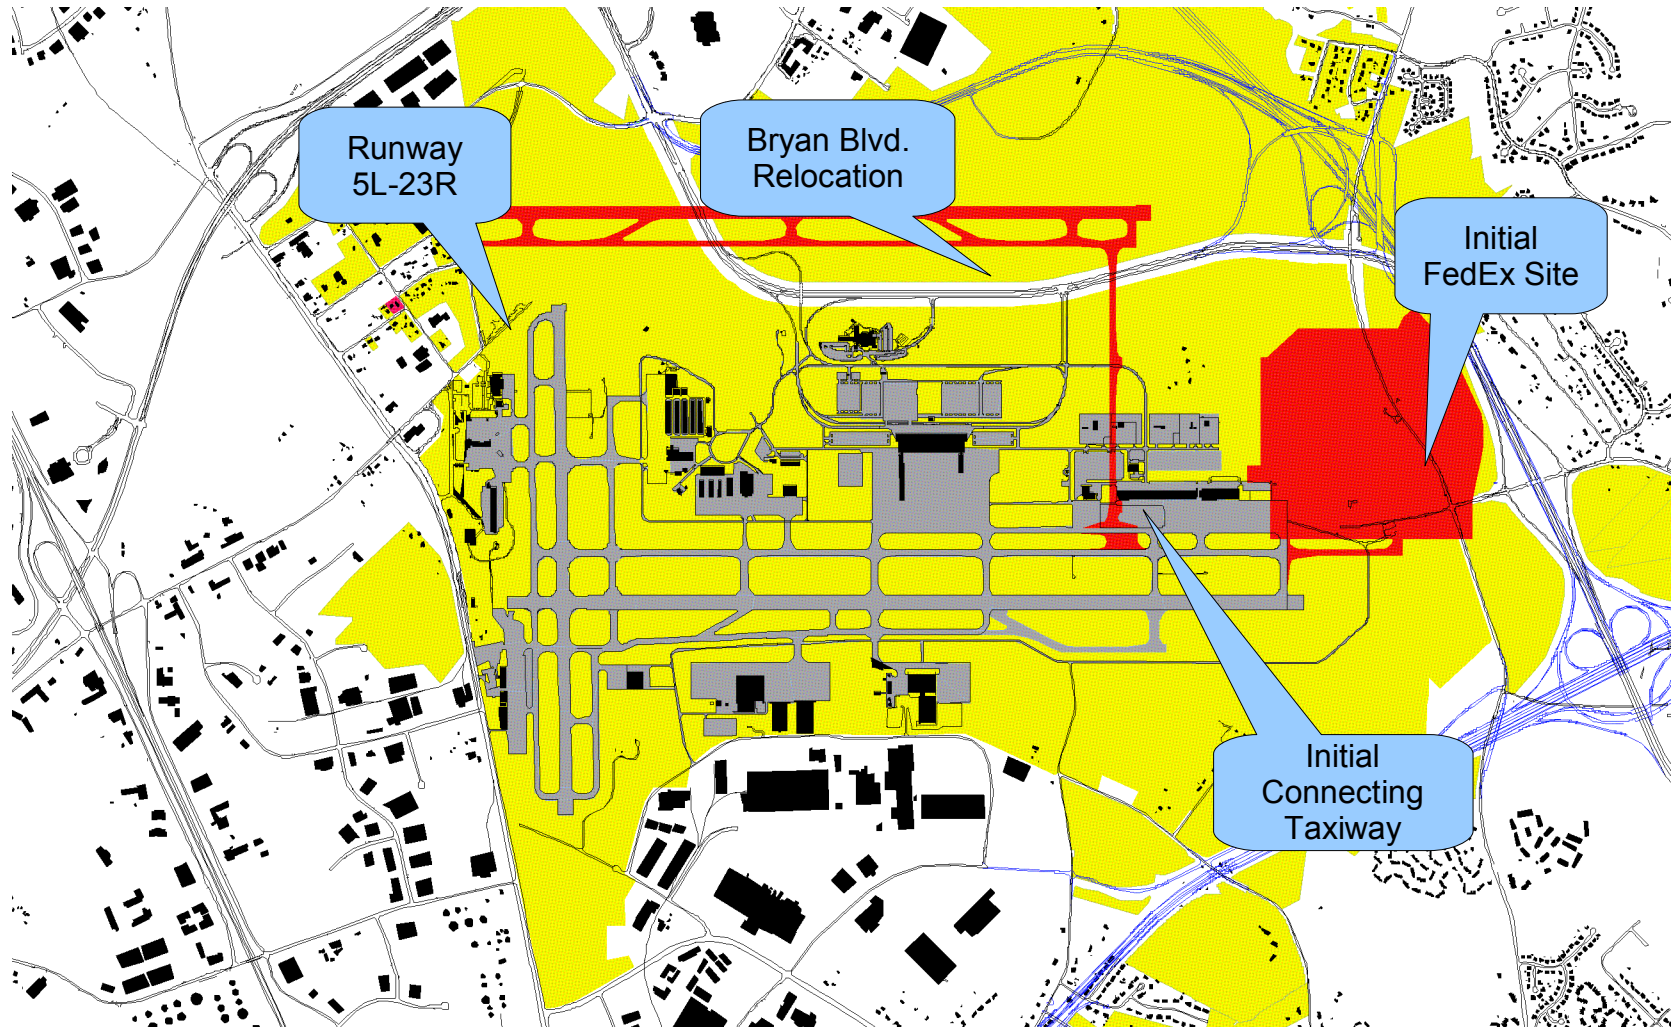 Runway
5L-23R
Bryan Blvd.
Relocation
Initial
FedEx Site
Initial
Connecting
Taxiway